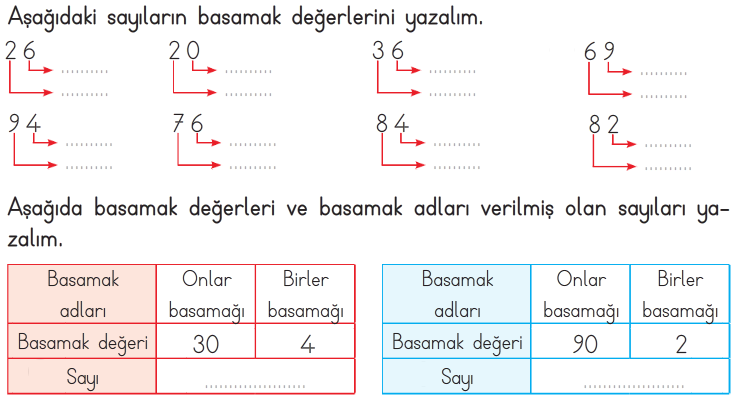 Aşağıdaki sayıların basamak değerlerini yazalım.
26 20 36 69
.......... .......... .......... ..........
.......... .......... .......... ..........
94 76 84 82
.......... .......... .......... ..........
.......... .......... .......... ..........
Aşağıda basamak değerleri ve basamak adları verilmiş olan sayıları ya-
zalım.
Basamak adları Onlar basamağı Birler basamağı
Basamak değeri 30 4
Sayı ......................
Basamak adları Onlar basamağı Birler basamağı
Basamak değeri 90 2
Sayı ......................